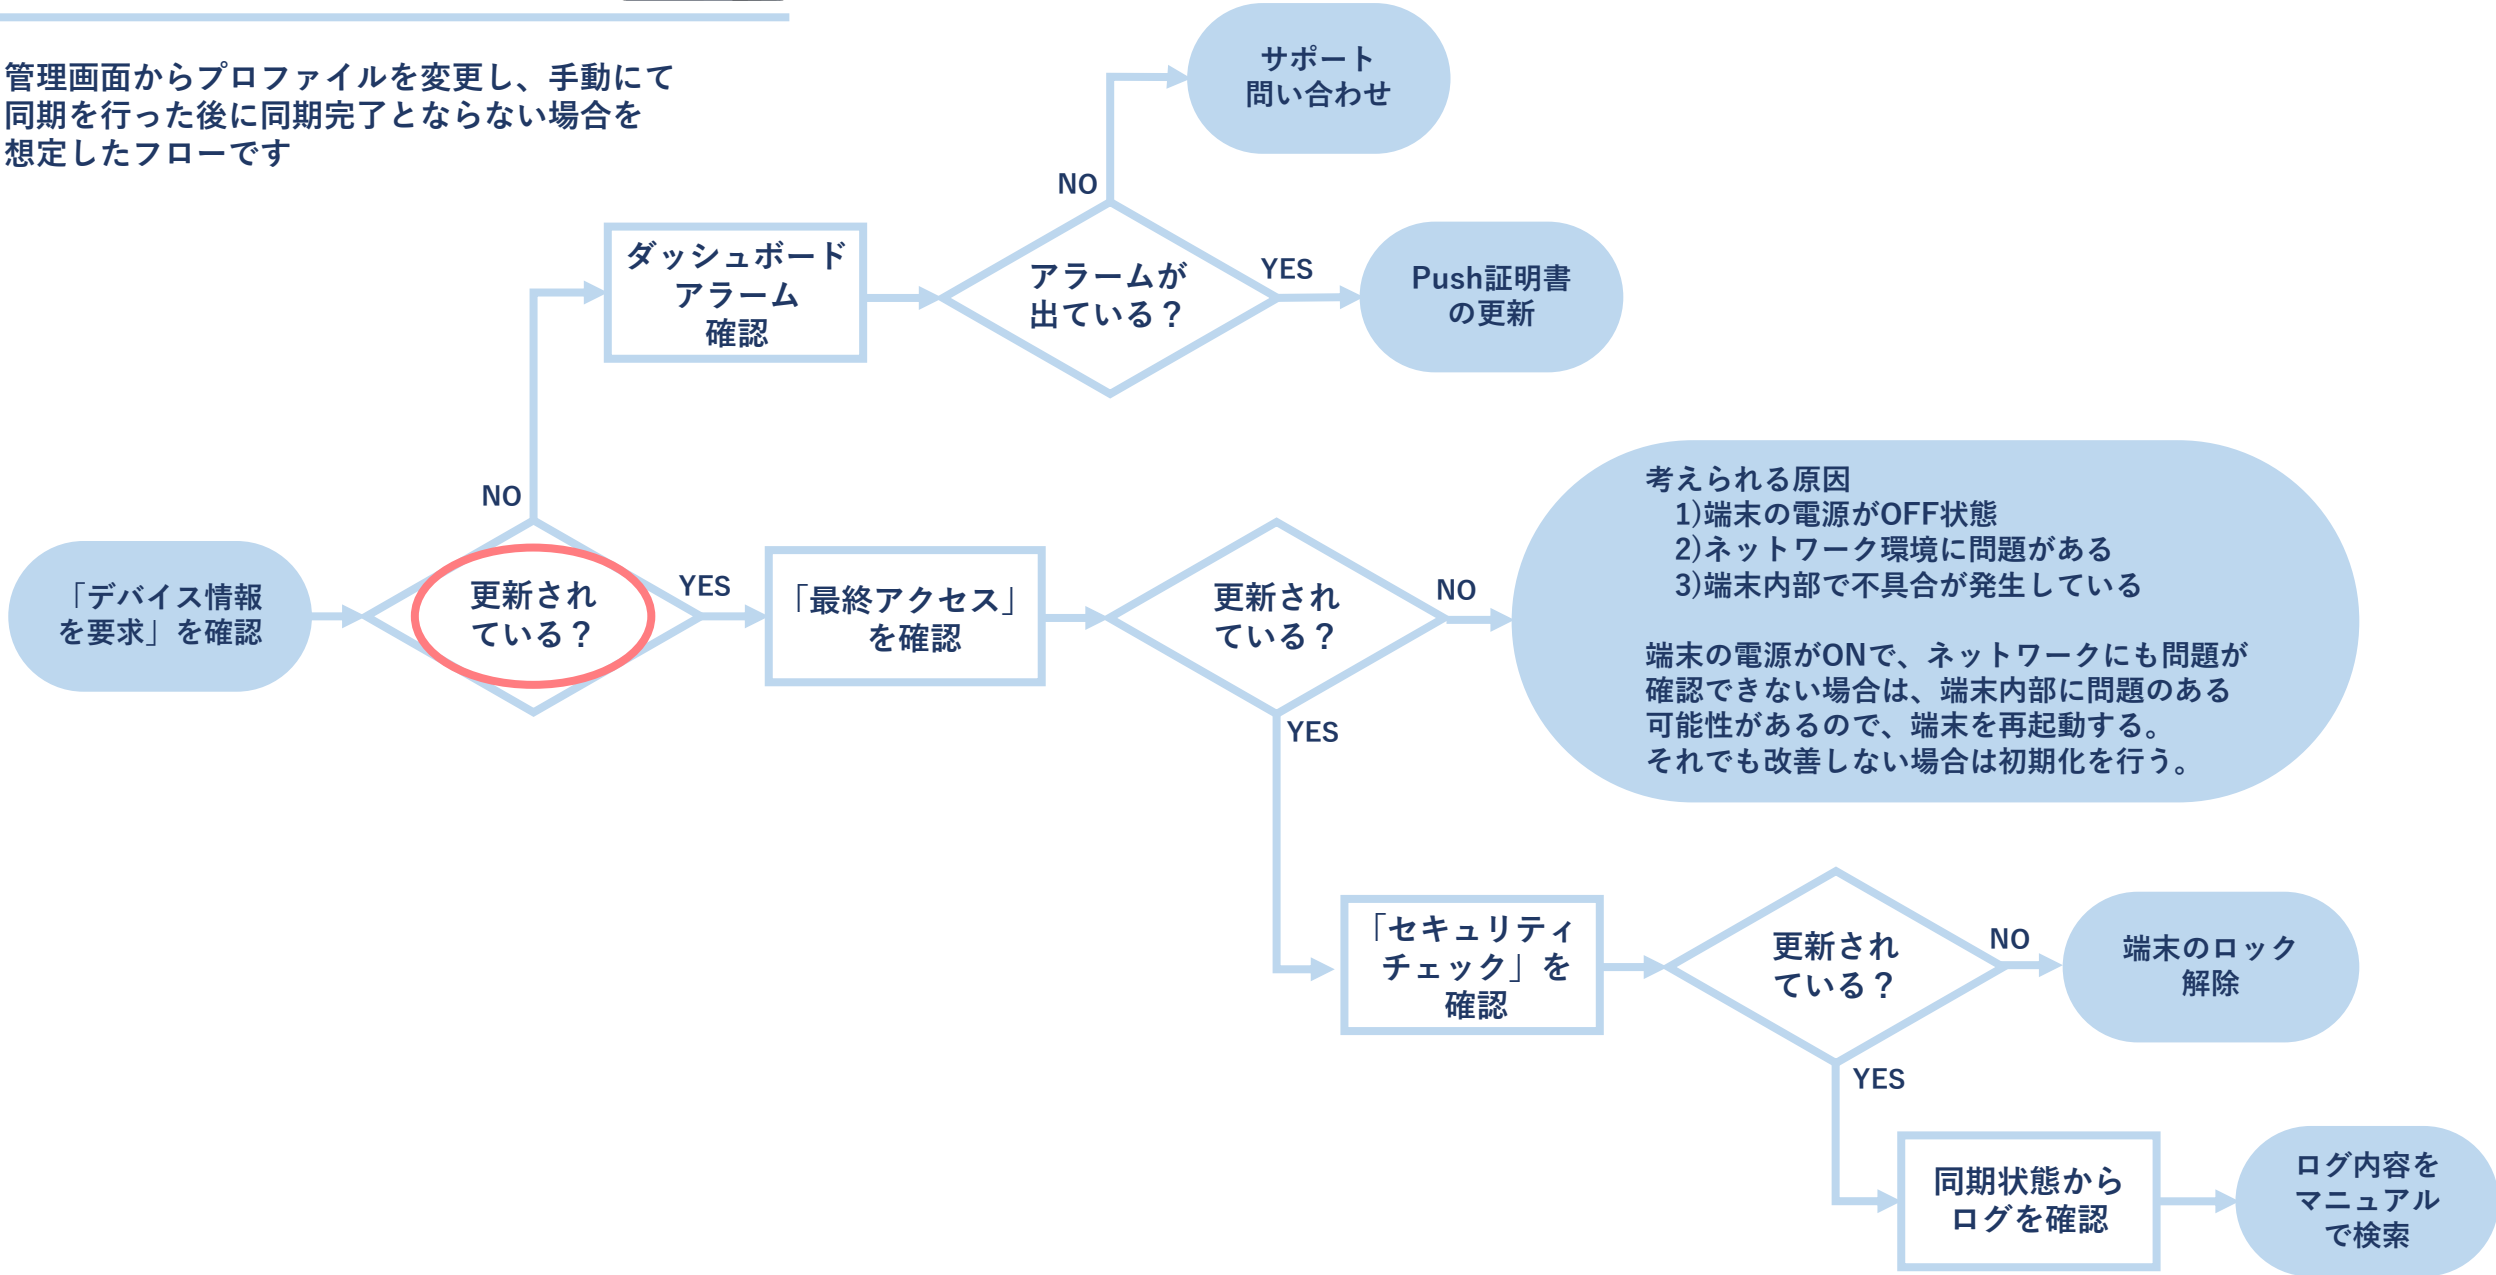 管理画面からプロファイルを変更し、手動にて
同期を行った後に同期完了とならない場合を
想定したフローです
サポート
問い合わせ
NO
ダッシュボード
アラーム
確認
アラームが
出ている？
YES
Push証明書
の更新
NO
「デバイス情報
を要求」を確認
更新され
ている？
YES
「最終アクセス」
を確認
更新され
ている？
NO
考えられる原因
1)端末の電源がOFF状態
2)ネットワーク環境に問題がある
3)端末内部で不具合が発生している
端末の電源がONで、ネットワークにも問題が
確認できない場合は、端末内部に問題のある
可能性があるので、端末を再起動する。
それでも改善しない場合は初期化を行う。
YES
「セキュリティ
チェック」を
確認
更新され
ている？
NO
端末のロック
解除
YES
同期状態から
ログを確認
ログ内容を
マニュアル
で検索